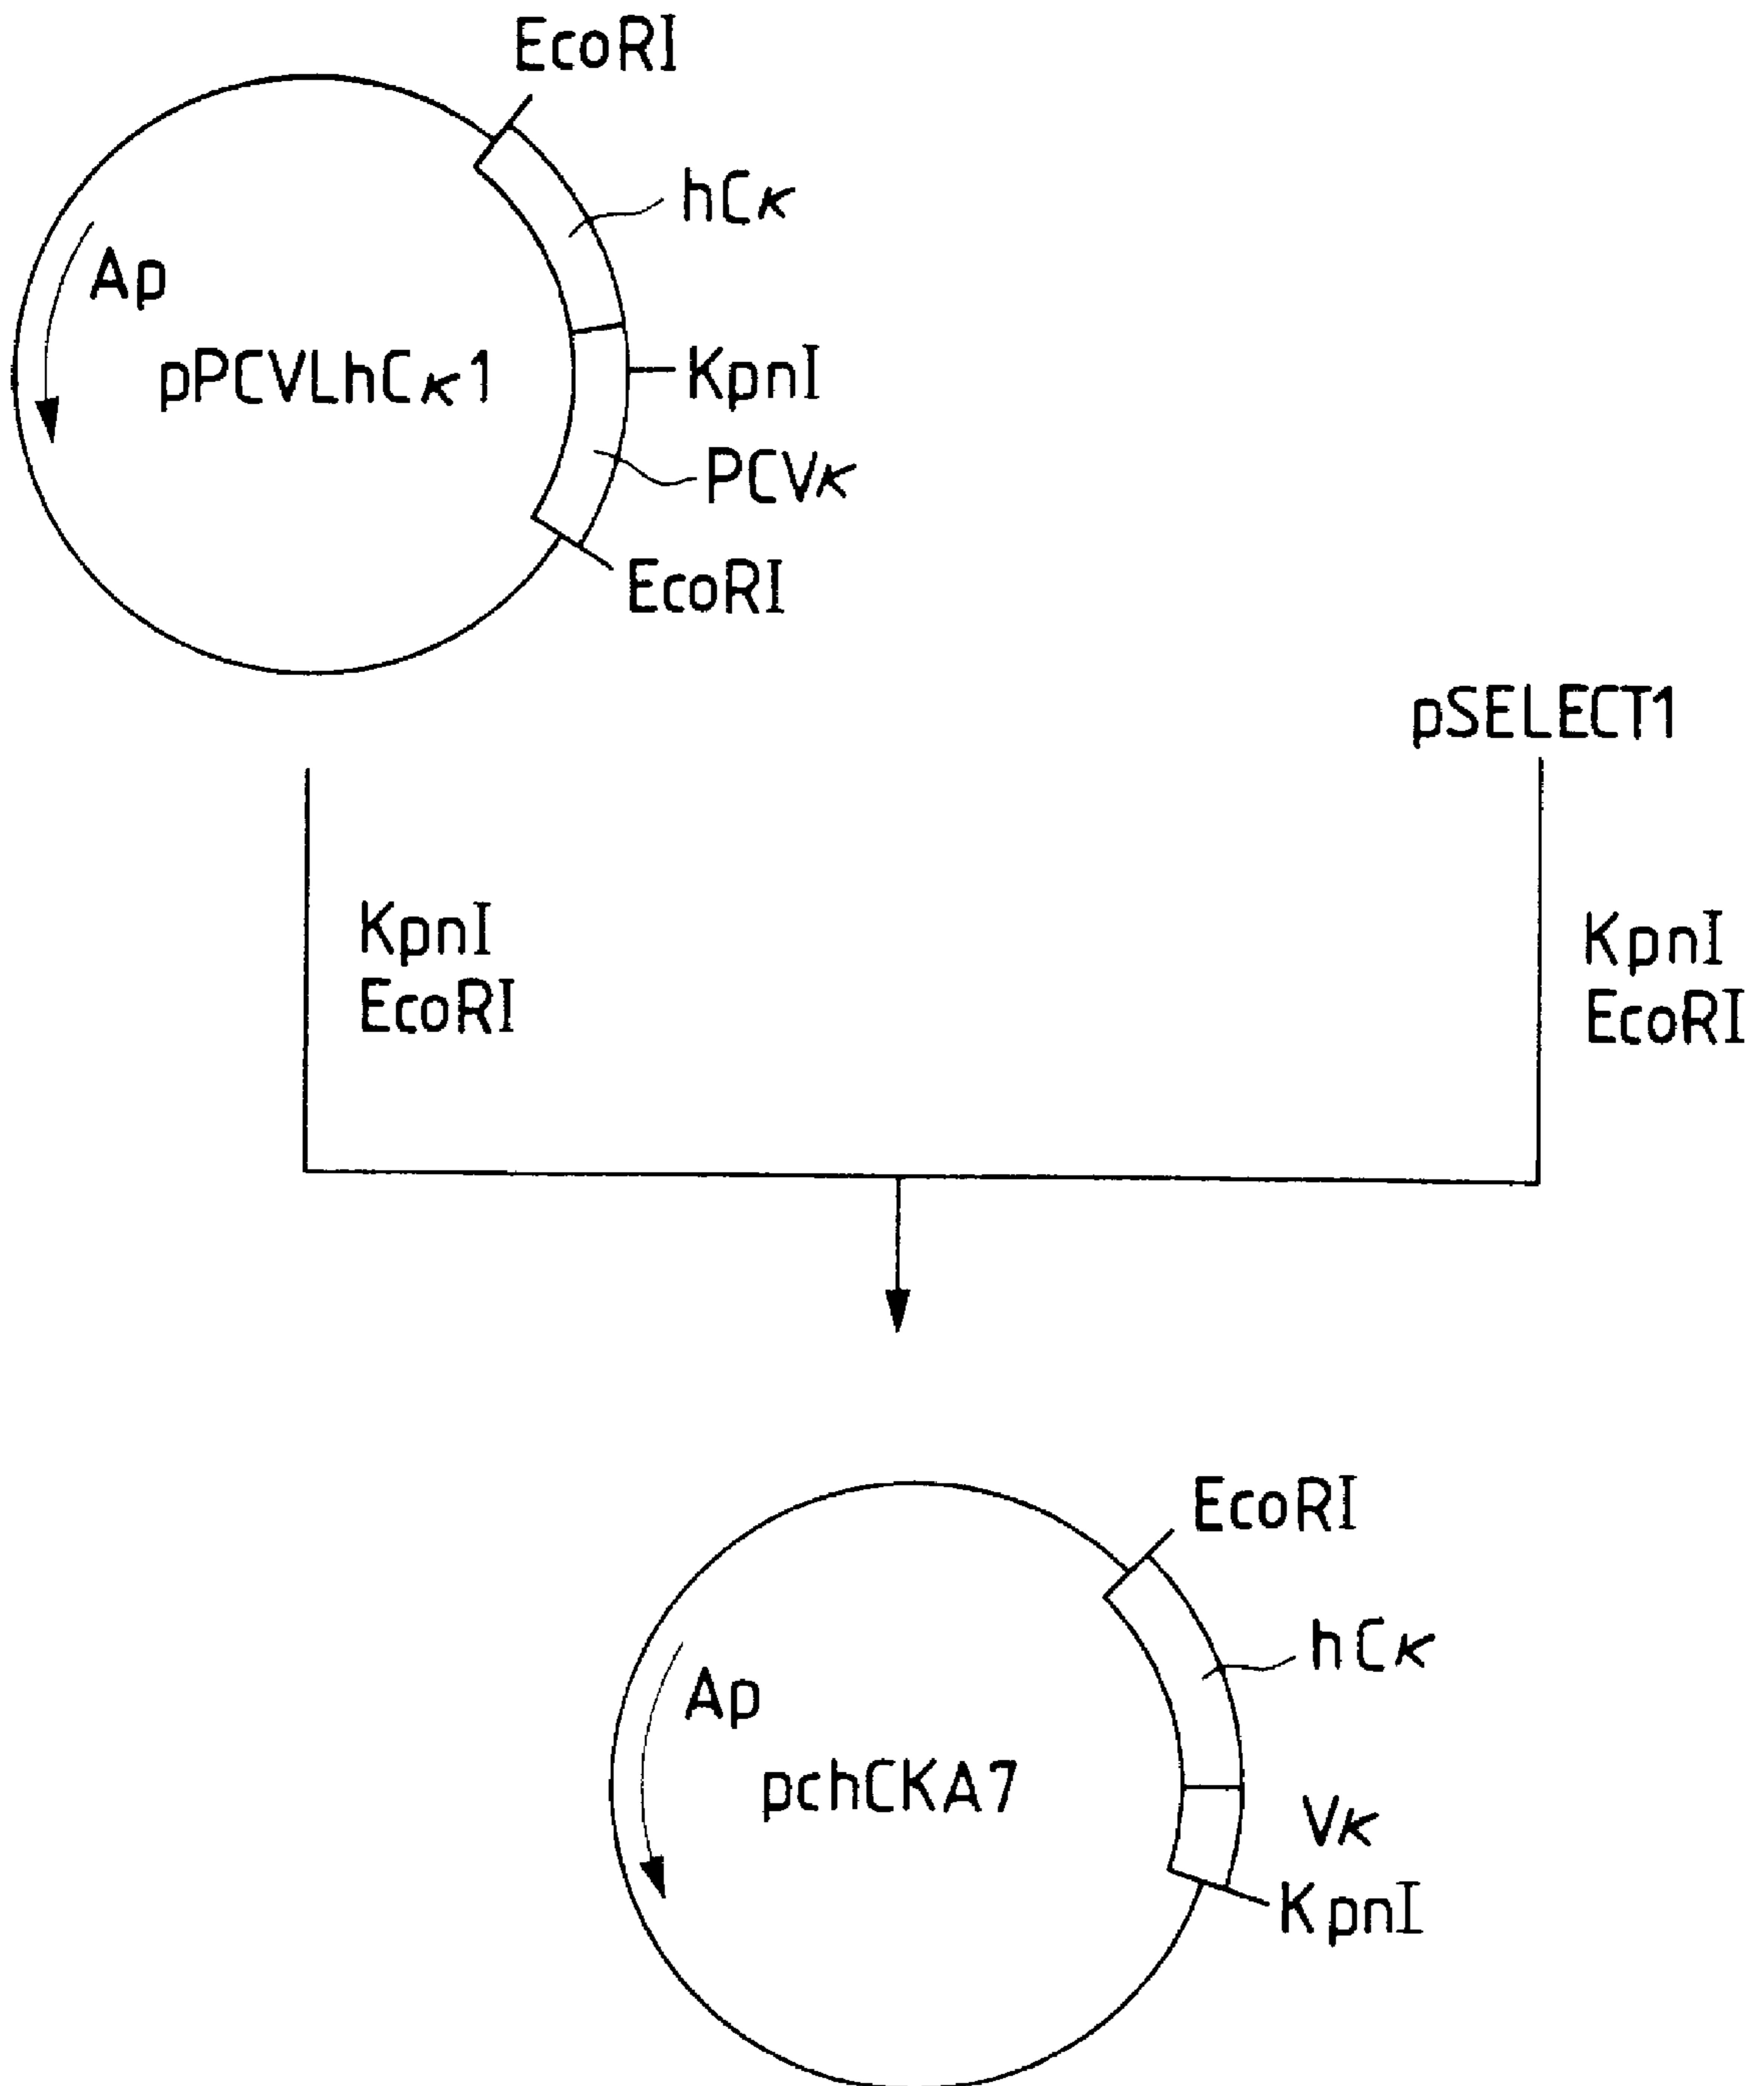 EcoRI
hCκ
Ap
pPCVLhCκ1
KpnI
PCVκ
EcoRI
pSELECT1
KpnI
EcoRI
KpnI
EcoRI
EcoRI
hCκ
Ap
pchCKA7
Vκ
KpnI